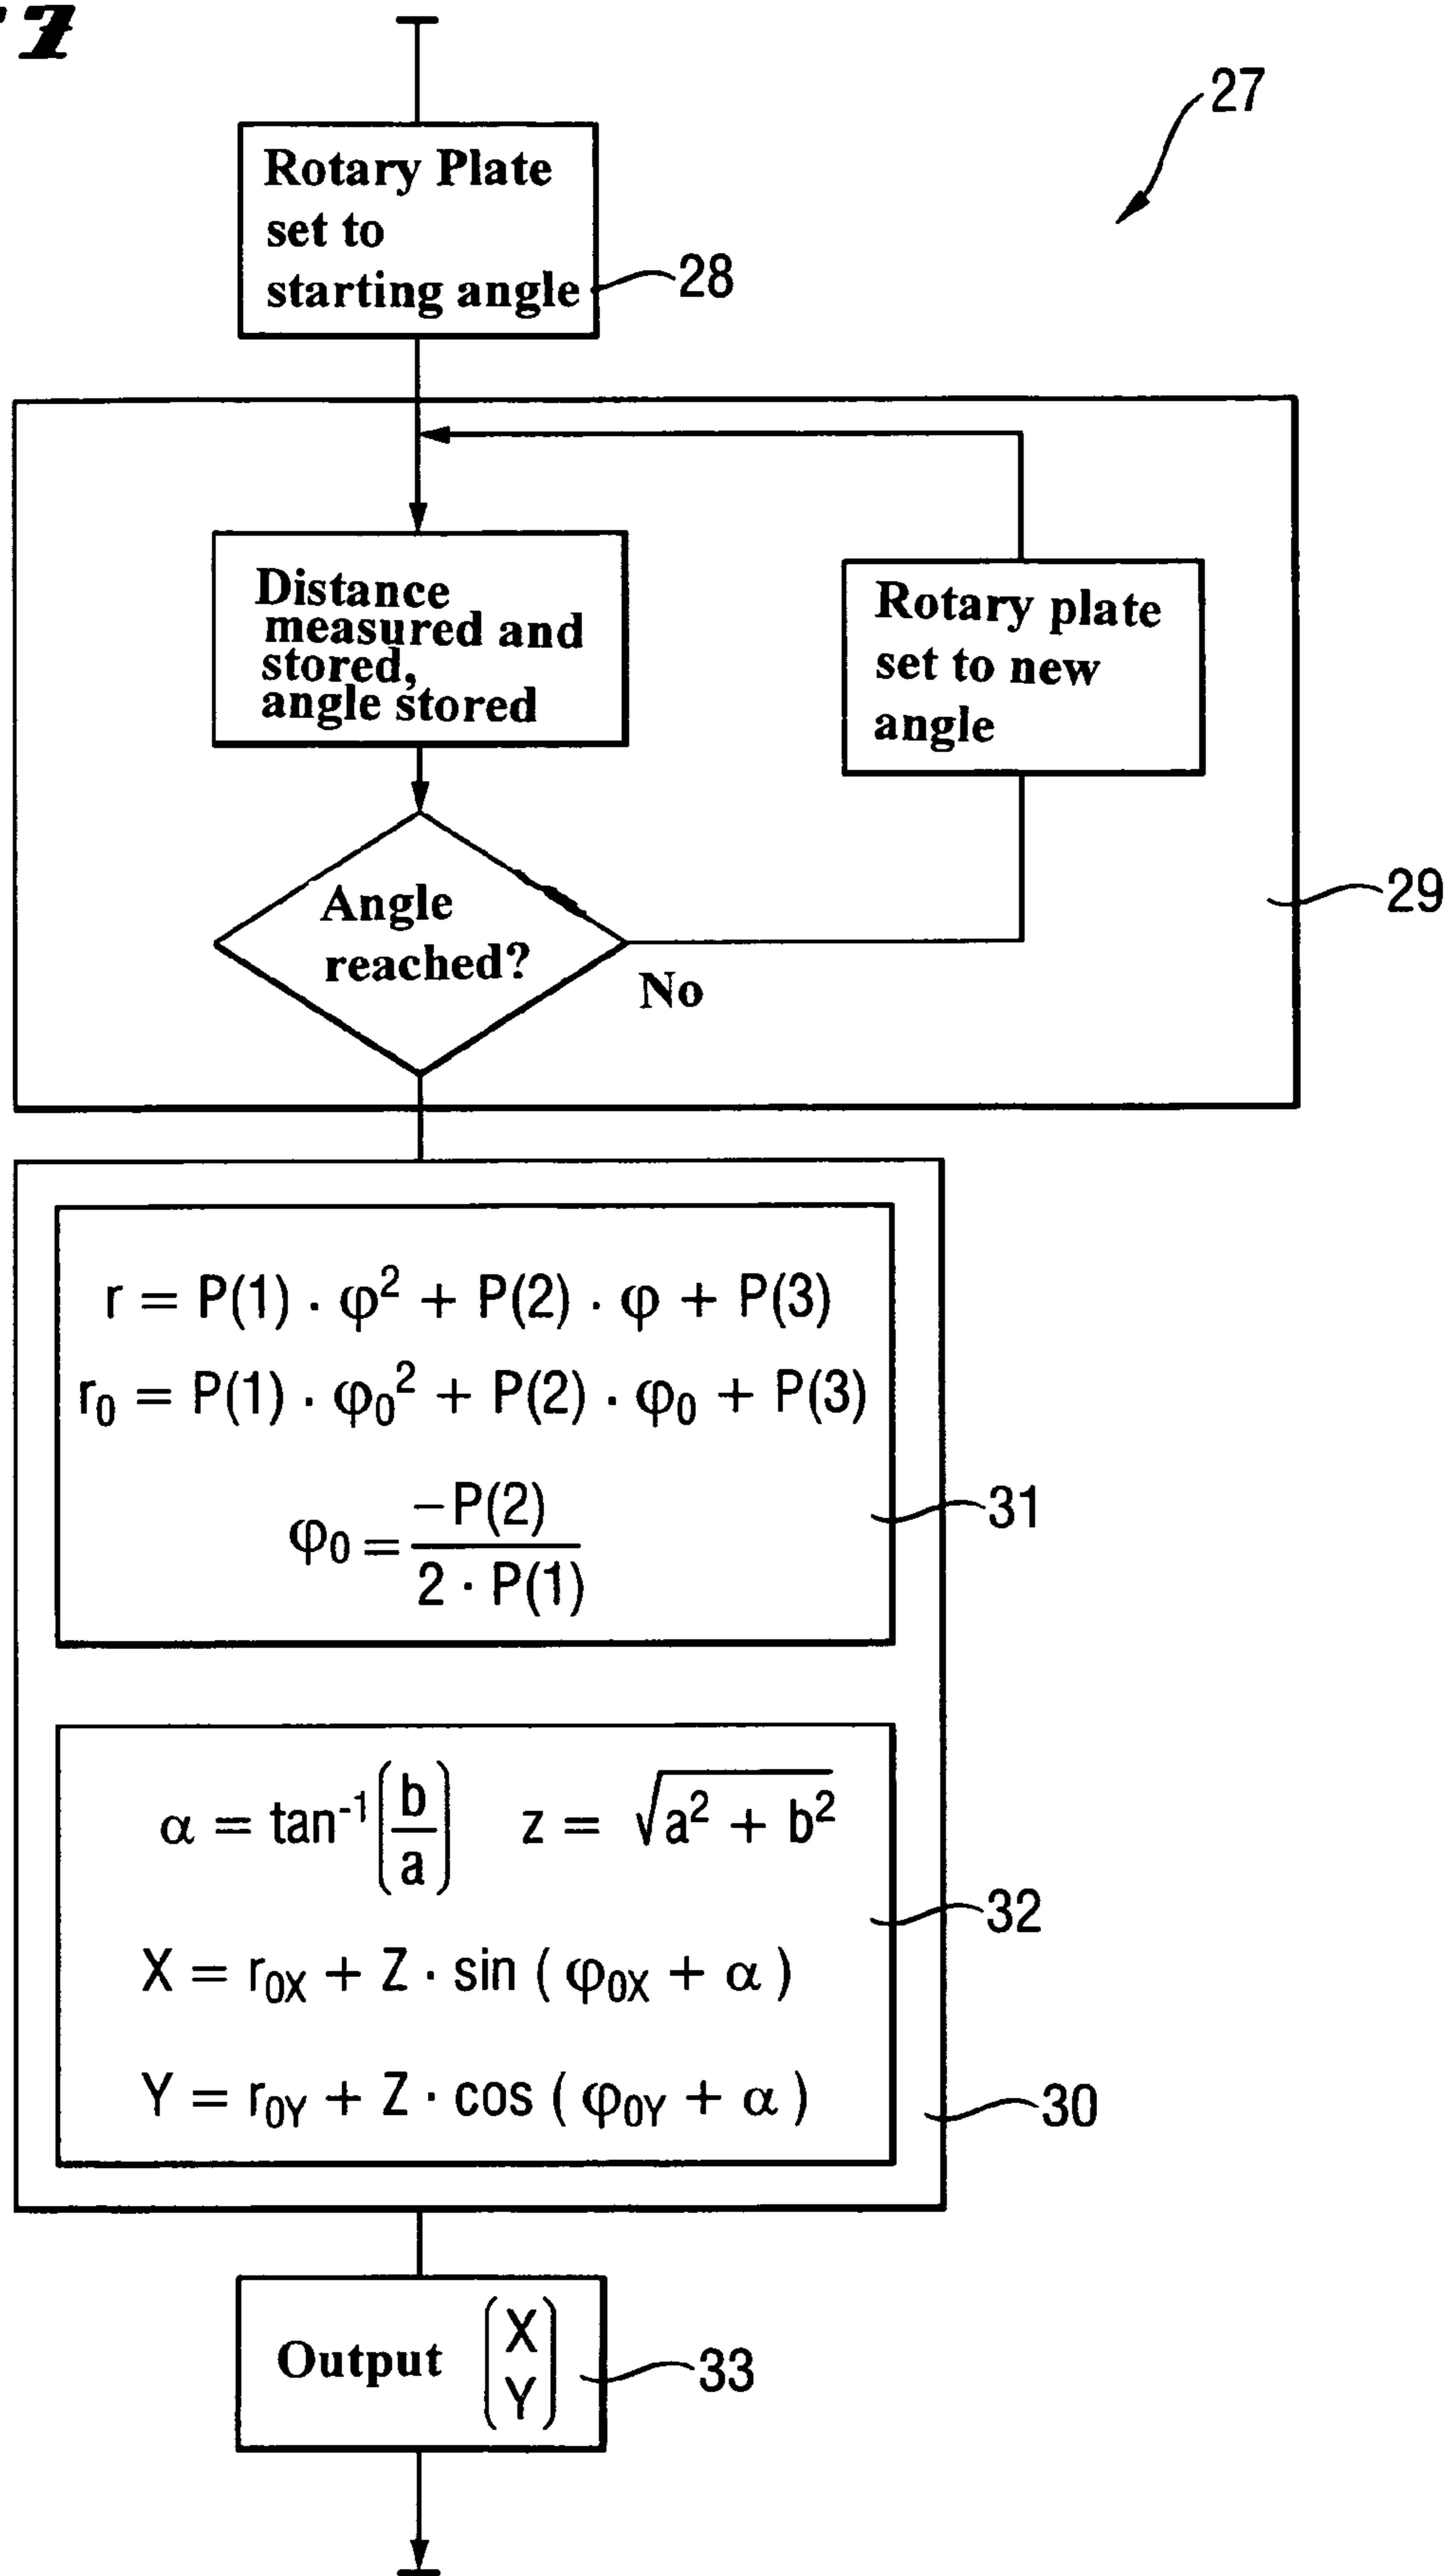 7
27
Rotary Plate
set to
starting angle
28
Distance
measured and
stored,
angle stored
Rotary plate
set to new
angle
Angle
reached?
No
29
r = P(1) · φ² + P(2) · φ + P(3)
r₀ = P(1) · φ₀² + P(2) · φ₀ + P(3)
φ₀ = −P(2) / 2 · P(1)
31
α = tan⁻¹(b/a) z = √a² + b²
32
X = r₀X + Z · sin ( φ₀X + α )
Y = r₀Y + Z · cos ( φ₀Y + α )
30
Output (X
Y)
33